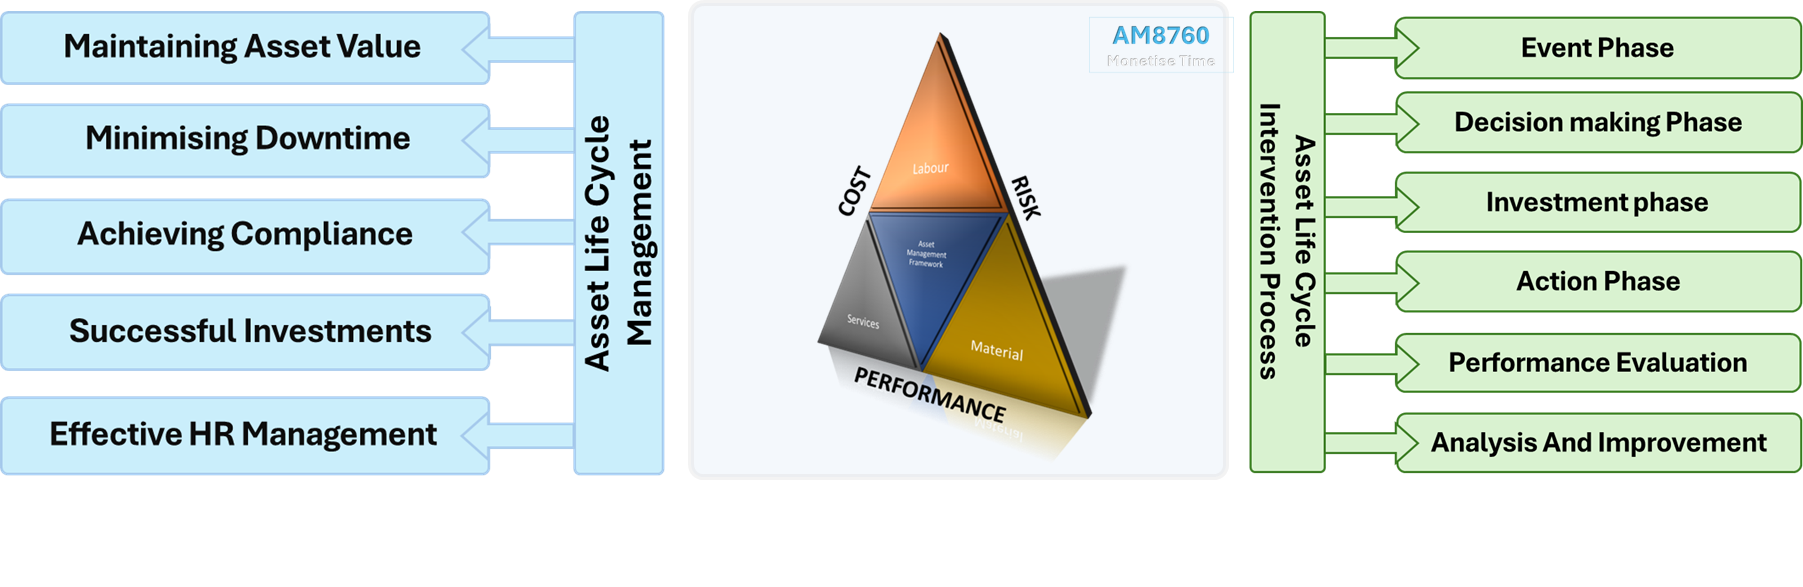 Maintaining Asset Value
Minimising Downtime
Achieving Compliance
Successful Investments
Effective HR Management
Asset Life Cycle
Management
AM8760
Monetise Time
COST
RISK
PERFORMANCE
Labour
Asset
Management
Framework
Services
Material
Material
Asset Life Cycle
Intervention Process
Event Phase
Decision making Phase
Investment phase
Action Phase
Performance Evaluation
Analysis And Improvement